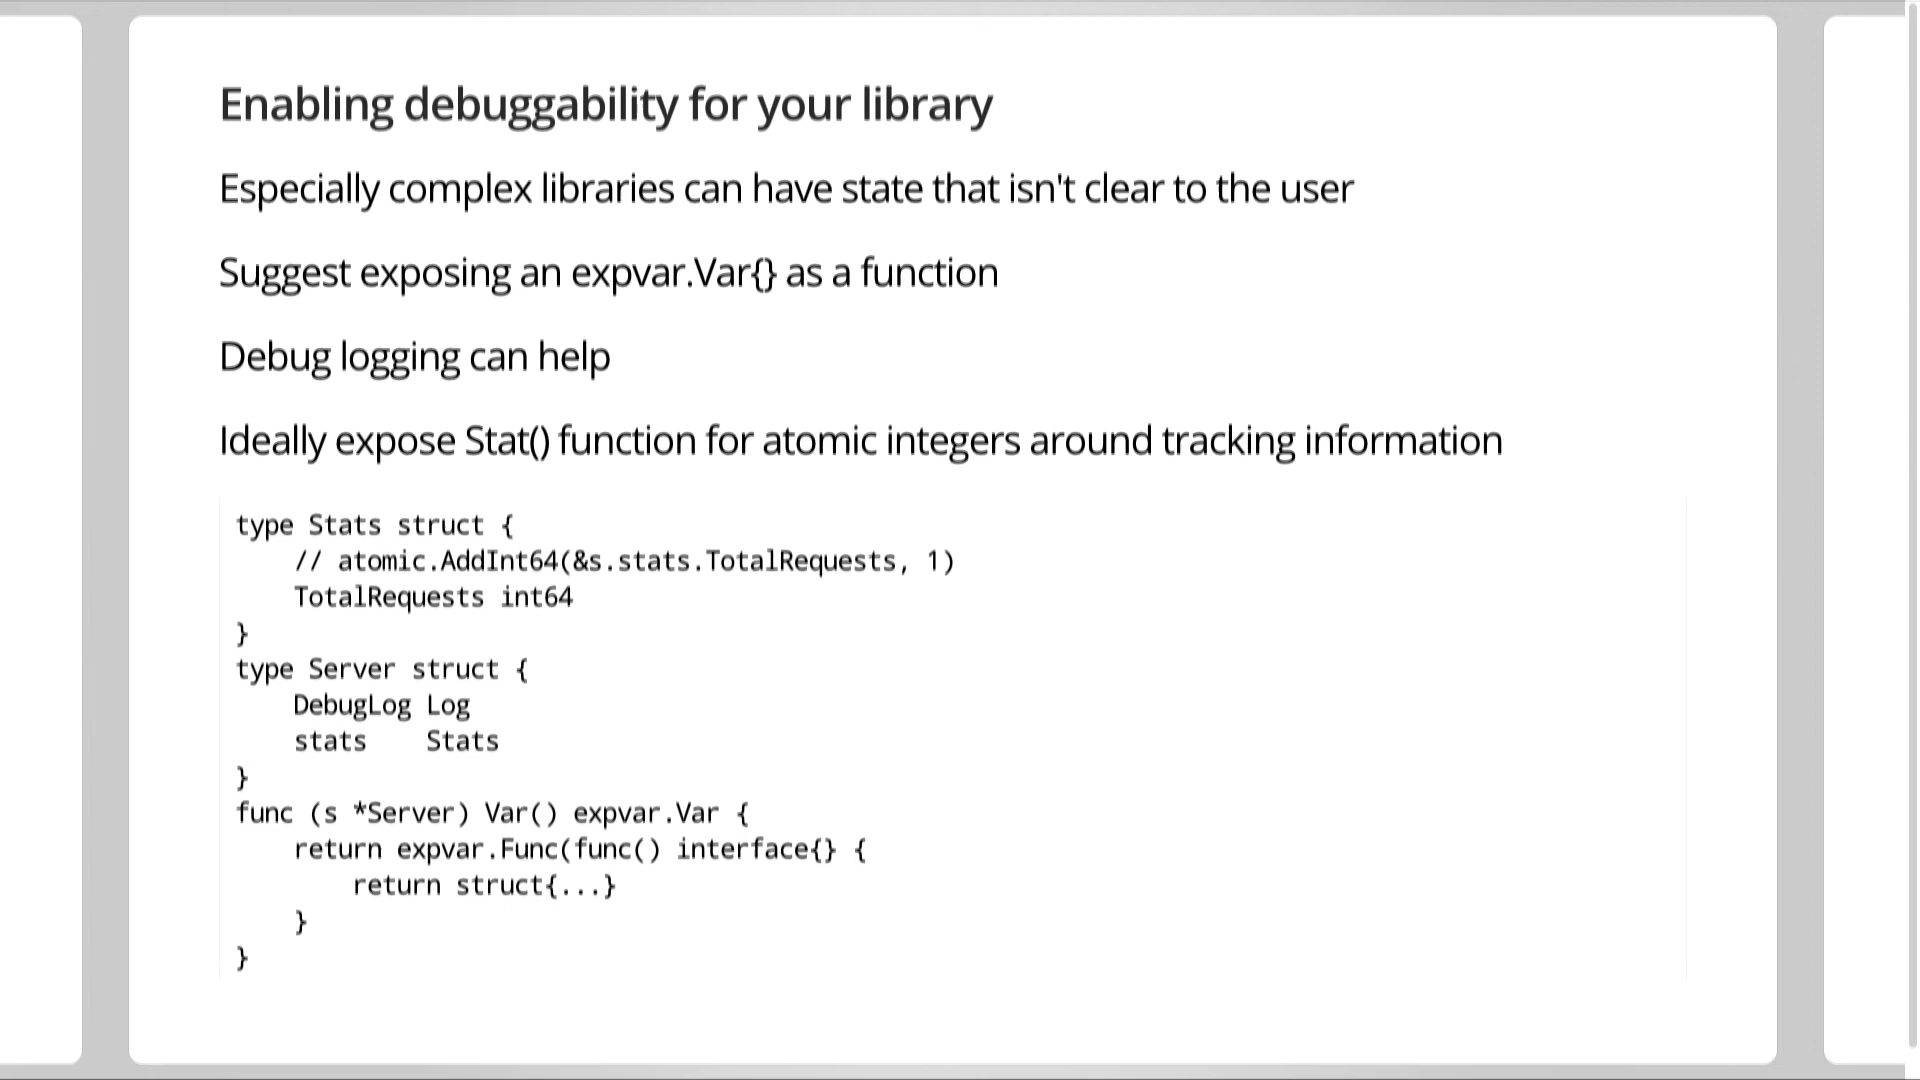 Enabling debuggability for your library
Especially complex libraries can have state that isn't clear to the user
Suggest exposing an expvar.Var{} as a function
Debug logging can help
Ideally expose Stat() function for atomic integers around tracking information
type Stats struct {
    // atomic.AddInt64(&s.stats.TotalRequests, 1)
    TotalRequests int64
}
type Server struct {
    DebugLog Log
    stats    Stats
}
func (s *Server) Var() expvar.Var {
    return expvar.Func(func() interface{} {
        return struct{...}
    }
}